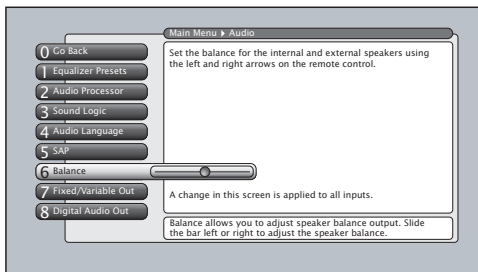 Main Menu ▸ Audio
0 Go Back
1 Equalizer Presets
2 Audio Processor
3 Sound Logic
4 Audio Language
5 SAP
6 Balance
7 Fixed/Variable Out
8 Digital Audio Out
Set the balance for the internal and external speakers using
the left and right arrows on the remote control.
A change in this screen is applied to all inputs.
Balance allows you to adjust speaker balance output. Slide
the bar left or right to adjust the speaker balance.